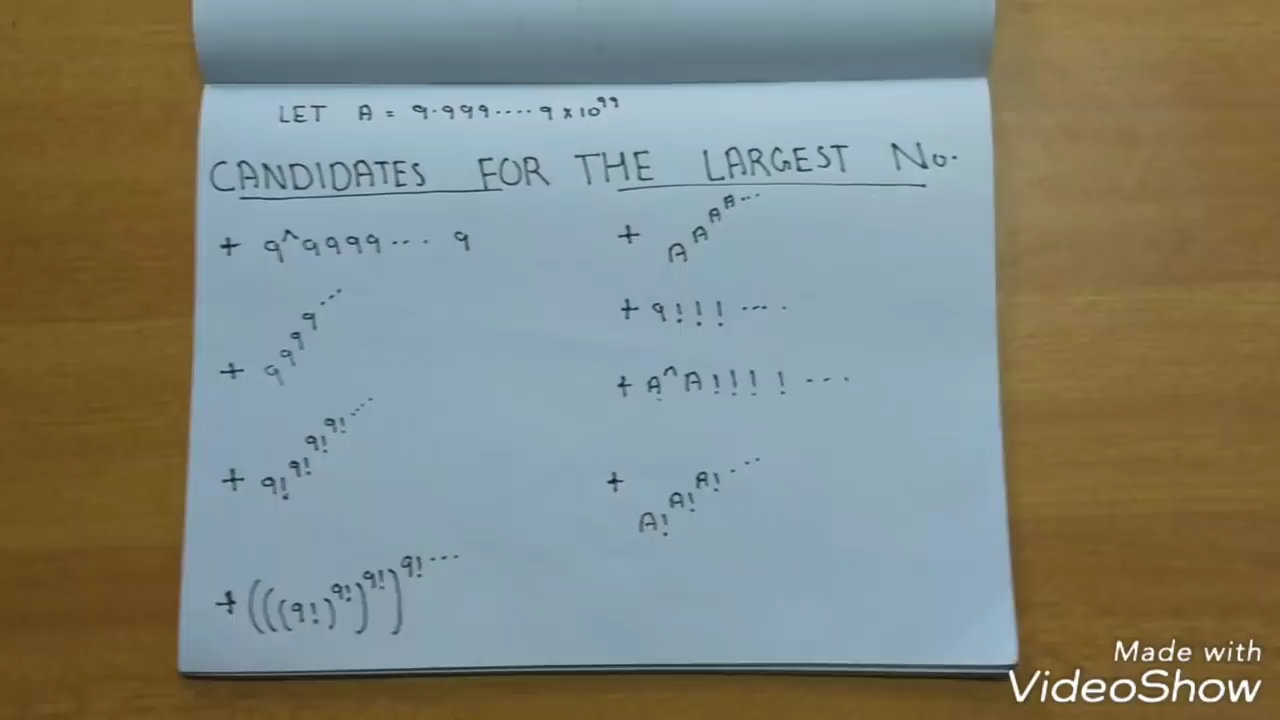 LET A = 9.999....9 x 10^99
CANDIDATES FOR THE LARGEST No.
+ 9^9999... 9
+ 9^9^9^9...
+ 9!^9!^9!^9!....
+ (((9!)^9!)^9!)^9!...
+ A^A^A^A...
+ 9!!! ....
+ A^A!!!! ...
+ A!^A!^A!...
Made with
VideoShow